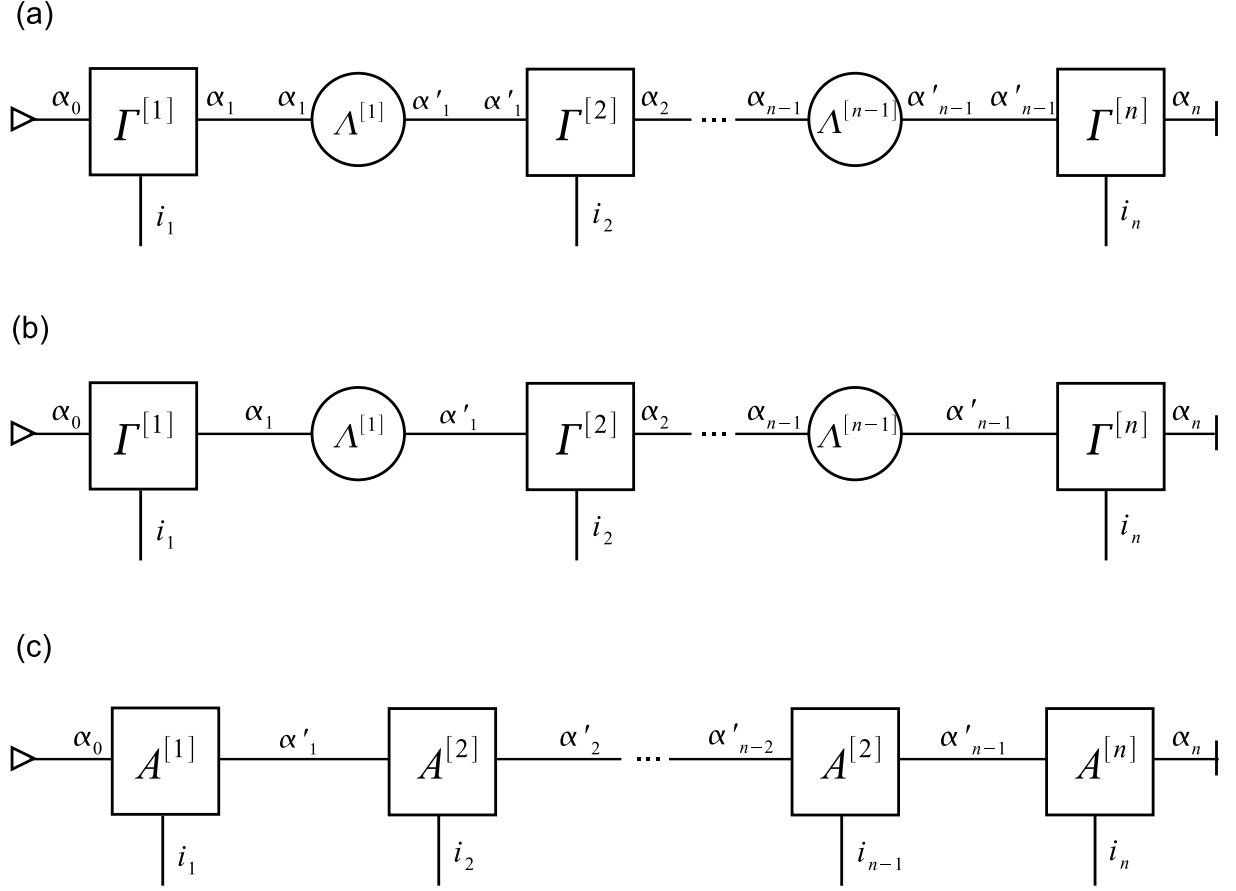 (a)
α₀ Γ^[1] α₁ α₁ Λ^[1] α'₁ α'₁ Γ^[2] α₂ ... αₙ₋₁ Λ^[n−1] α'ₙ₋₁ α'ₙ₋₁ Γ^[n] αₙ
i₁ i₂ iₙ
(b)
α₀ Γ^[1] α₁ Λ^[1] α'₁ Γ^[2] α₂ ... αₙ₋₁ Λ^[n−1] α'ₙ₋₁ Γ^[n] αₙ
i₁ i₂ iₙ
(c)
α₀ A^[1] α'₁ A^[2] α'₂ ... α'ₙ₋₂ A^[2] α'ₙ₋₁ A^[n] αₙ
i₁ i₂ iₙ₋₁ iₙ